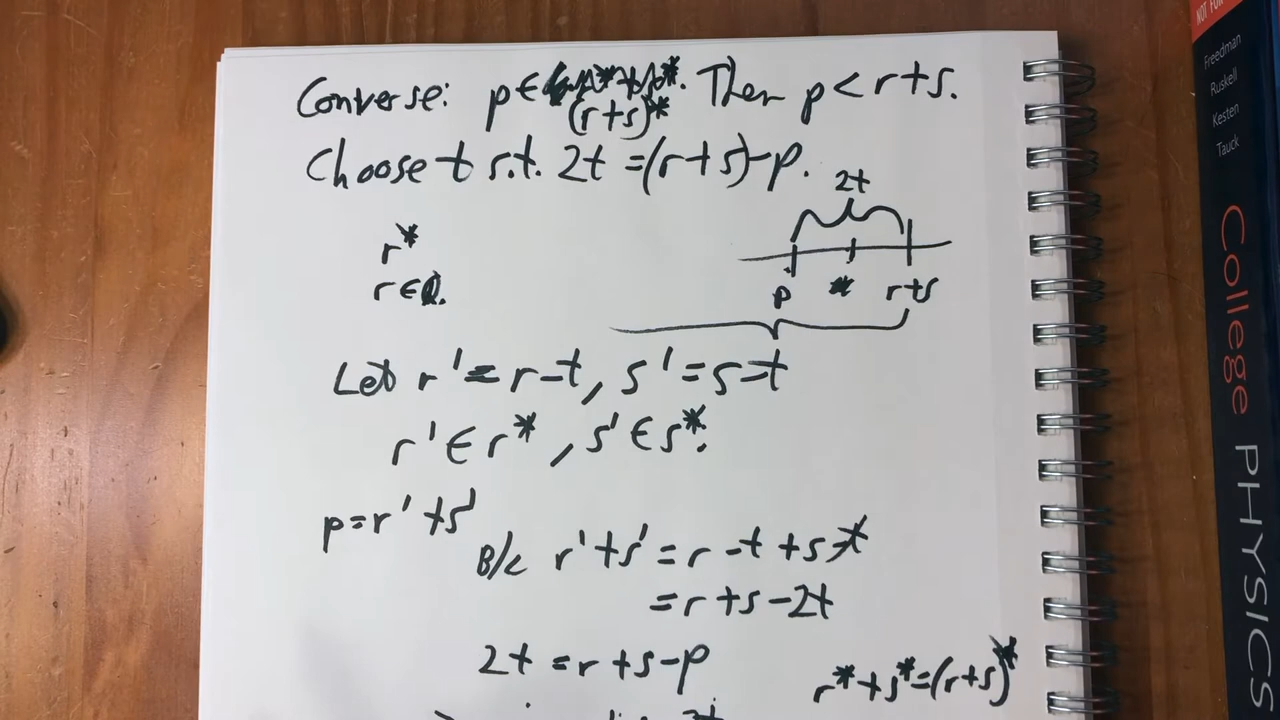 Converse: p ∈ (r+s)*. Then p < r+s.
Choose t s.t. 2t = (r+s)-p.
2t
r*
r ∈ Q.
p * r+s
Let r' = r-t, s' = s-t
r' ∈ r*, s' ∈ s*.
p = r' + s'
B/c r' + s' = r - t + s - t
= r + s - 2t
2t = r + s - p
r* + s* = (r+s)*
NOT FOR
Freedman
Ruskell
Kesten
Tauck
College PHYSICS